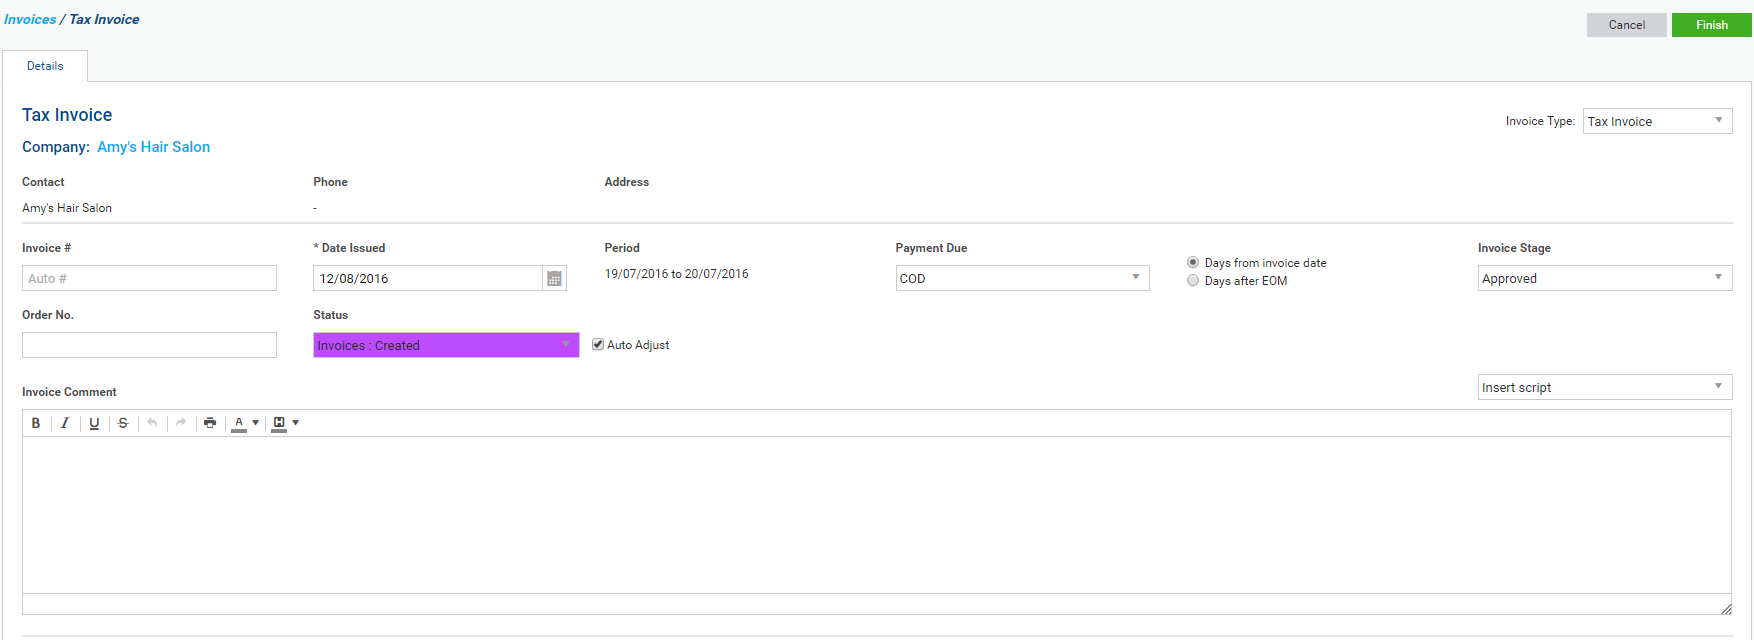 Invoices / Tax Invoice
Cancel
Finish
Details
Tax Invoice
Invoice Type: Tax Invoice
Company: Amy's Hair Salon
Contact Phone Address
Amy's Hair Salon -
Invoice # * Date Issued Period Payment Due Invoice Stage
Auto # 12/08/2016 19/07/2016 to 20/07/2016 COD Days from invoice date Approved
Days after EOM
Order No. Status
Invoices : Created Auto Adjust
Invoice Comment Insert script
B I U S A H